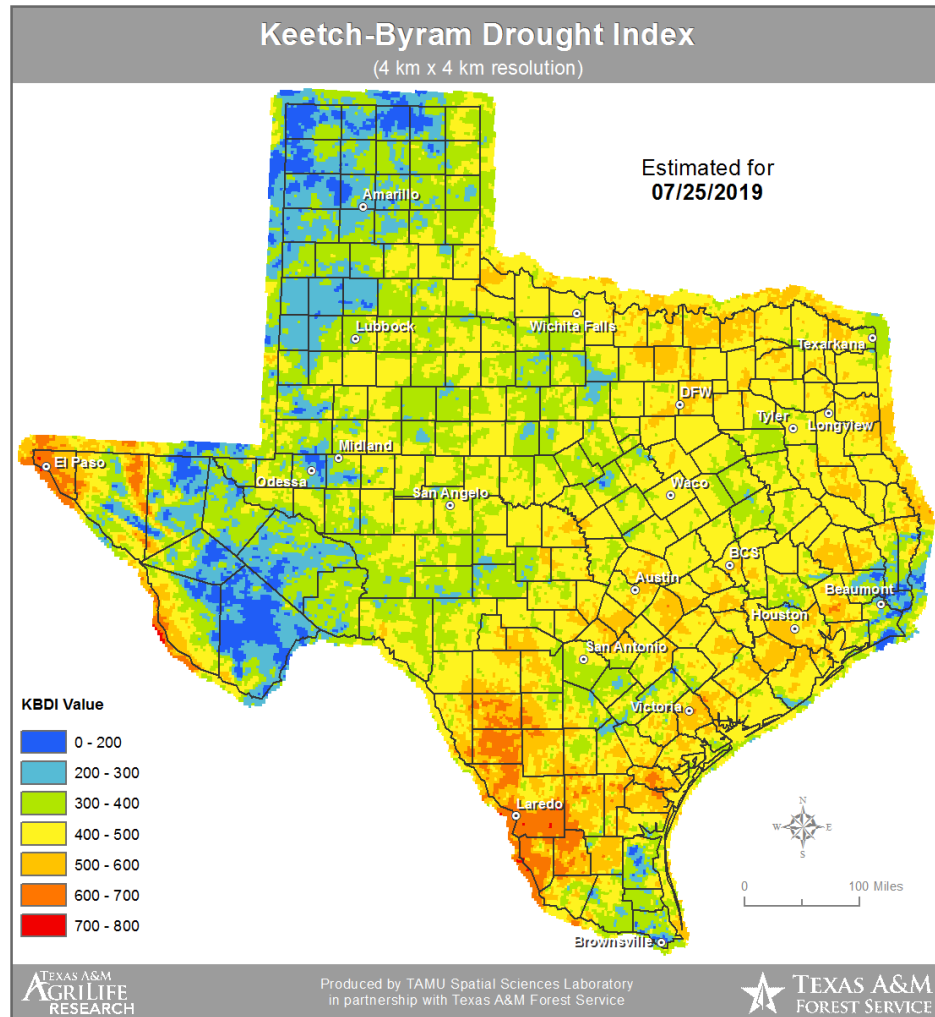 Keetch-Byram Drought Index
(4 km x 4 km resolution)
Estimated for
07/25/2019
Amarillo
Lubbock
Wichita Falls
Texarkana
DFW
Tyler
Longview
El Paso
Midland
Odessa
San Angelo
Waco
BCS
Austin
Beaumont
Houston
San Antonio
Victoria
Laredo
Brownsville
KBDI Value
0 - 200
200 - 300
300 - 400
400 - 500
500 - 600
600 - 700
700 - 800
N
W
E
S
0 100 Miles
TEXAS A&M
AGRILIFE
RESEARCH
Produced by TAMU Spatial Sciences Laboratory
in partnership with Texas A&M Forest Service
TEXAS A&M
FOREST SERVICE